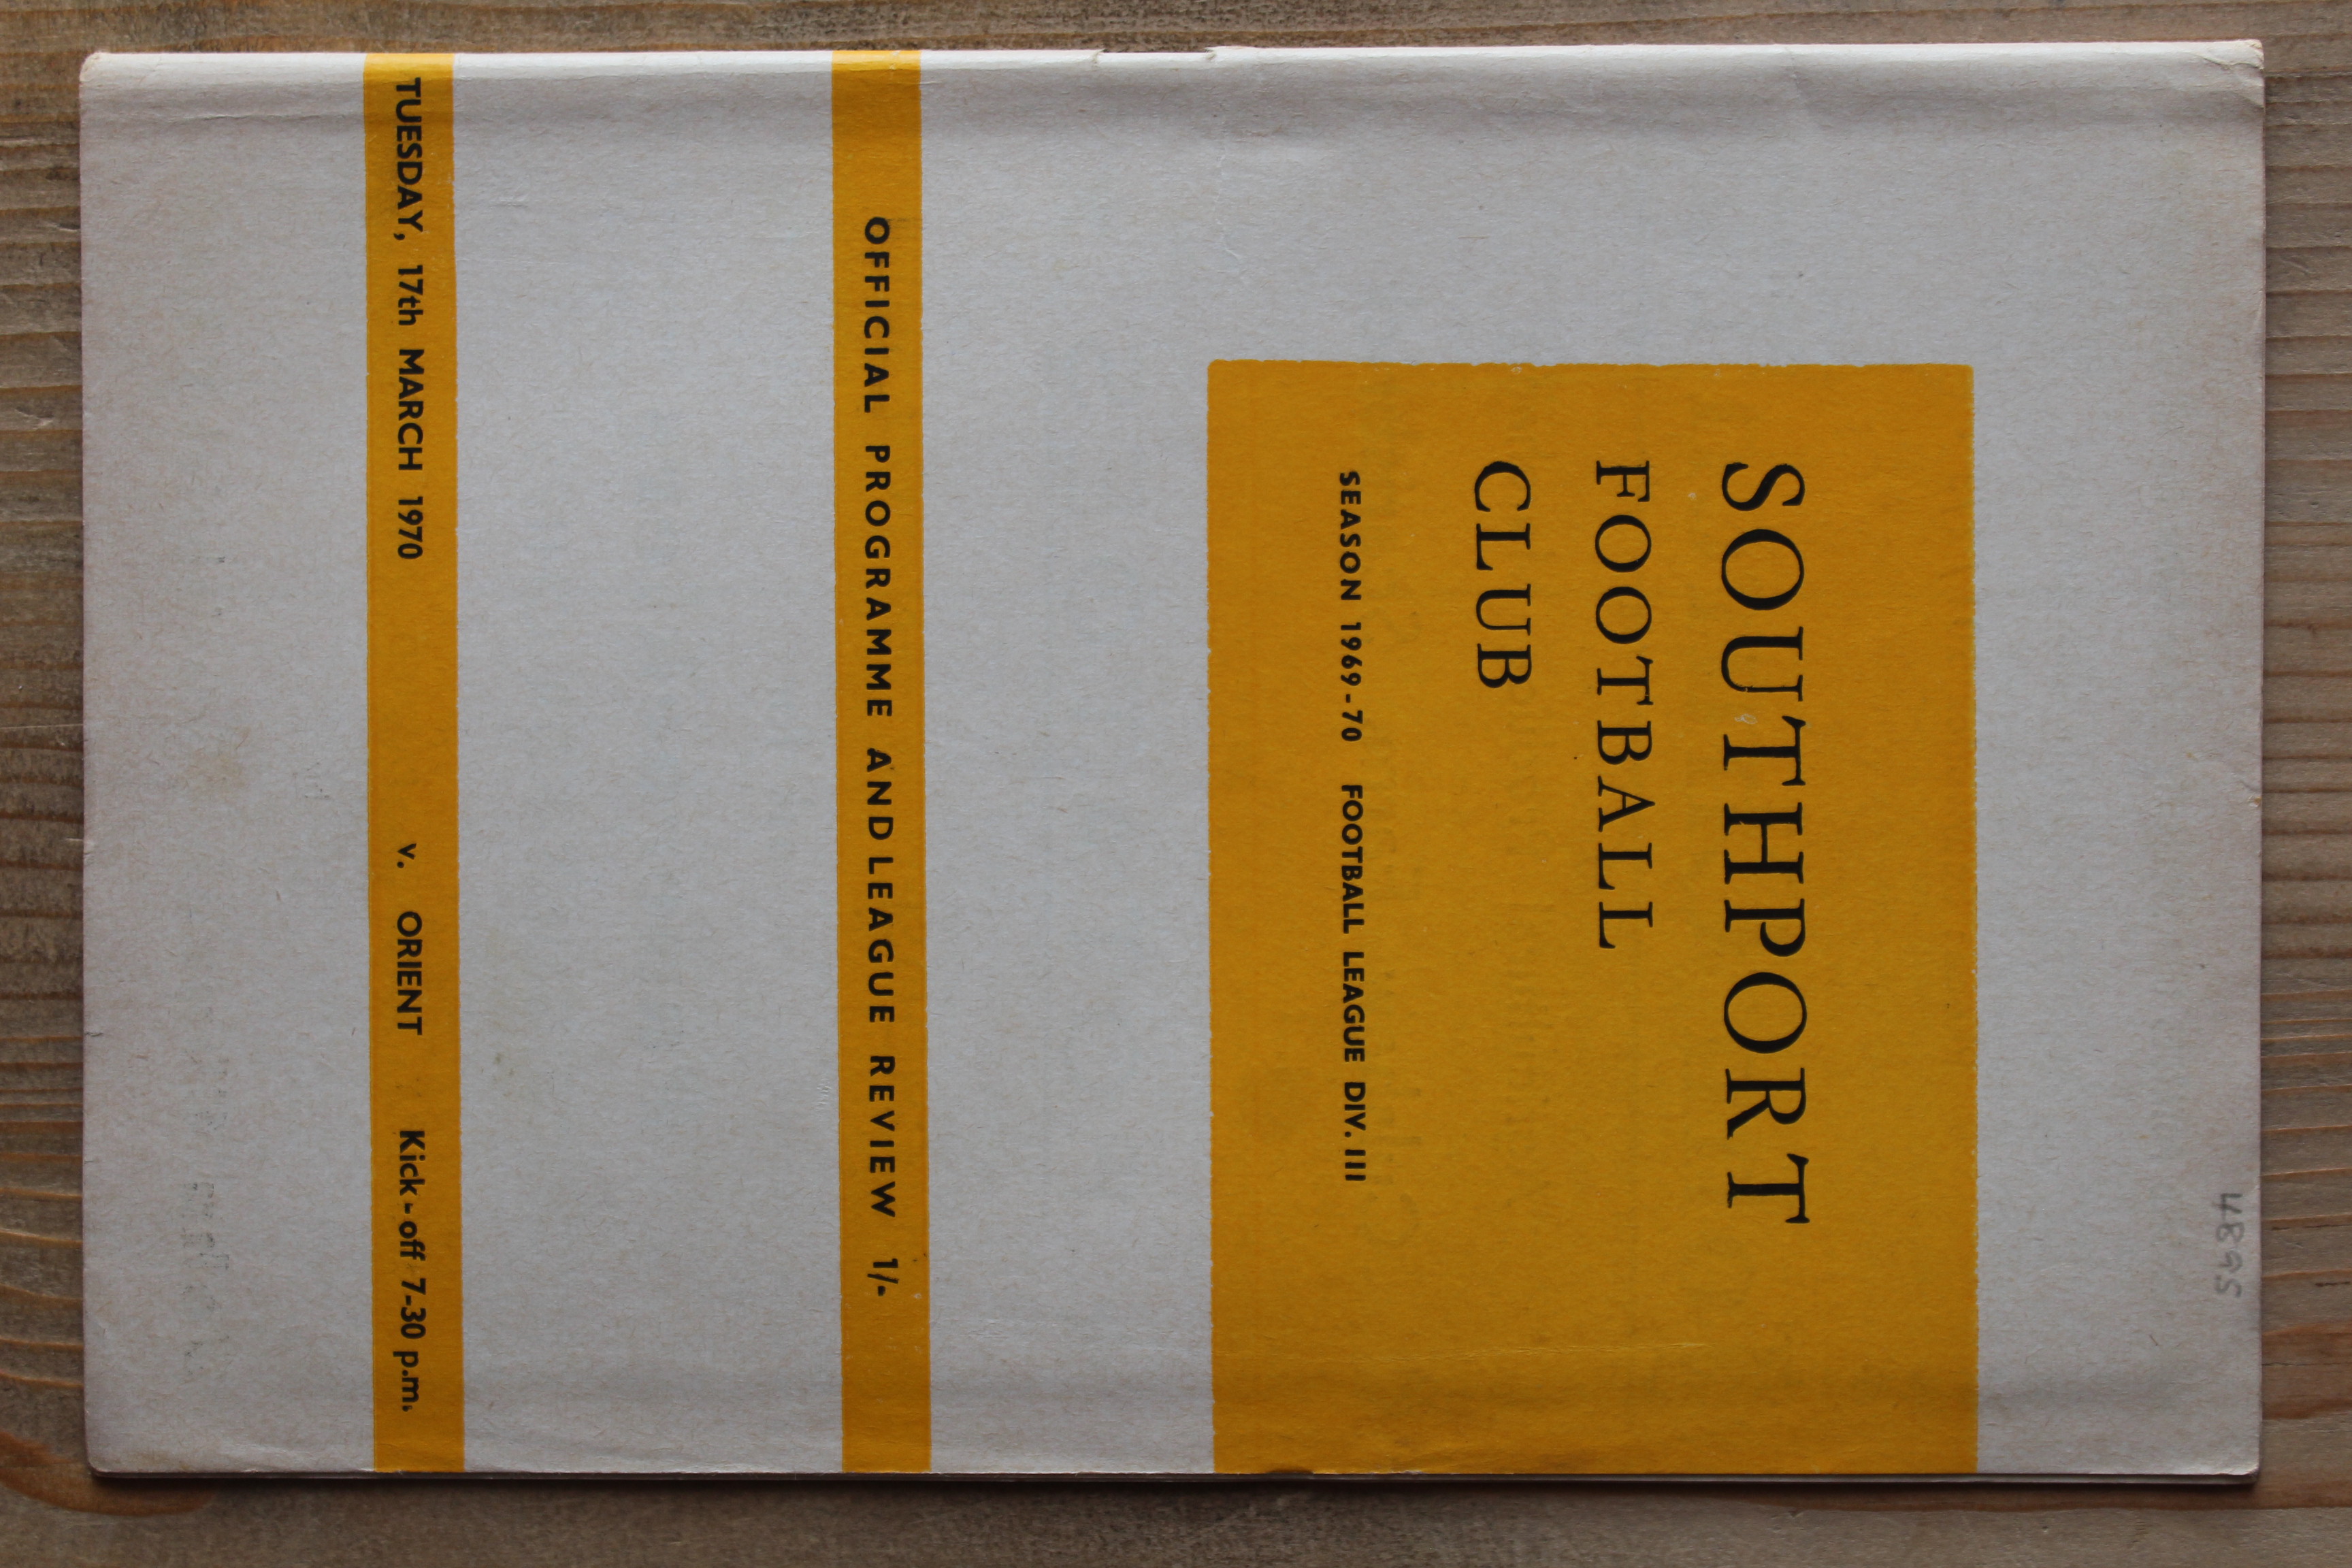 4895
SOUTHPORT
FOOTBALL
CLUB
SEASON 1969-70 FOOTBALL LEAGUE DIV. III
OFFICIAL PROGRAMME AND LEAGUE REVIEW 1/-
TUESDAY, 17th MARCH 1970 v. ORIENT Kick-off 7-30 p.m.